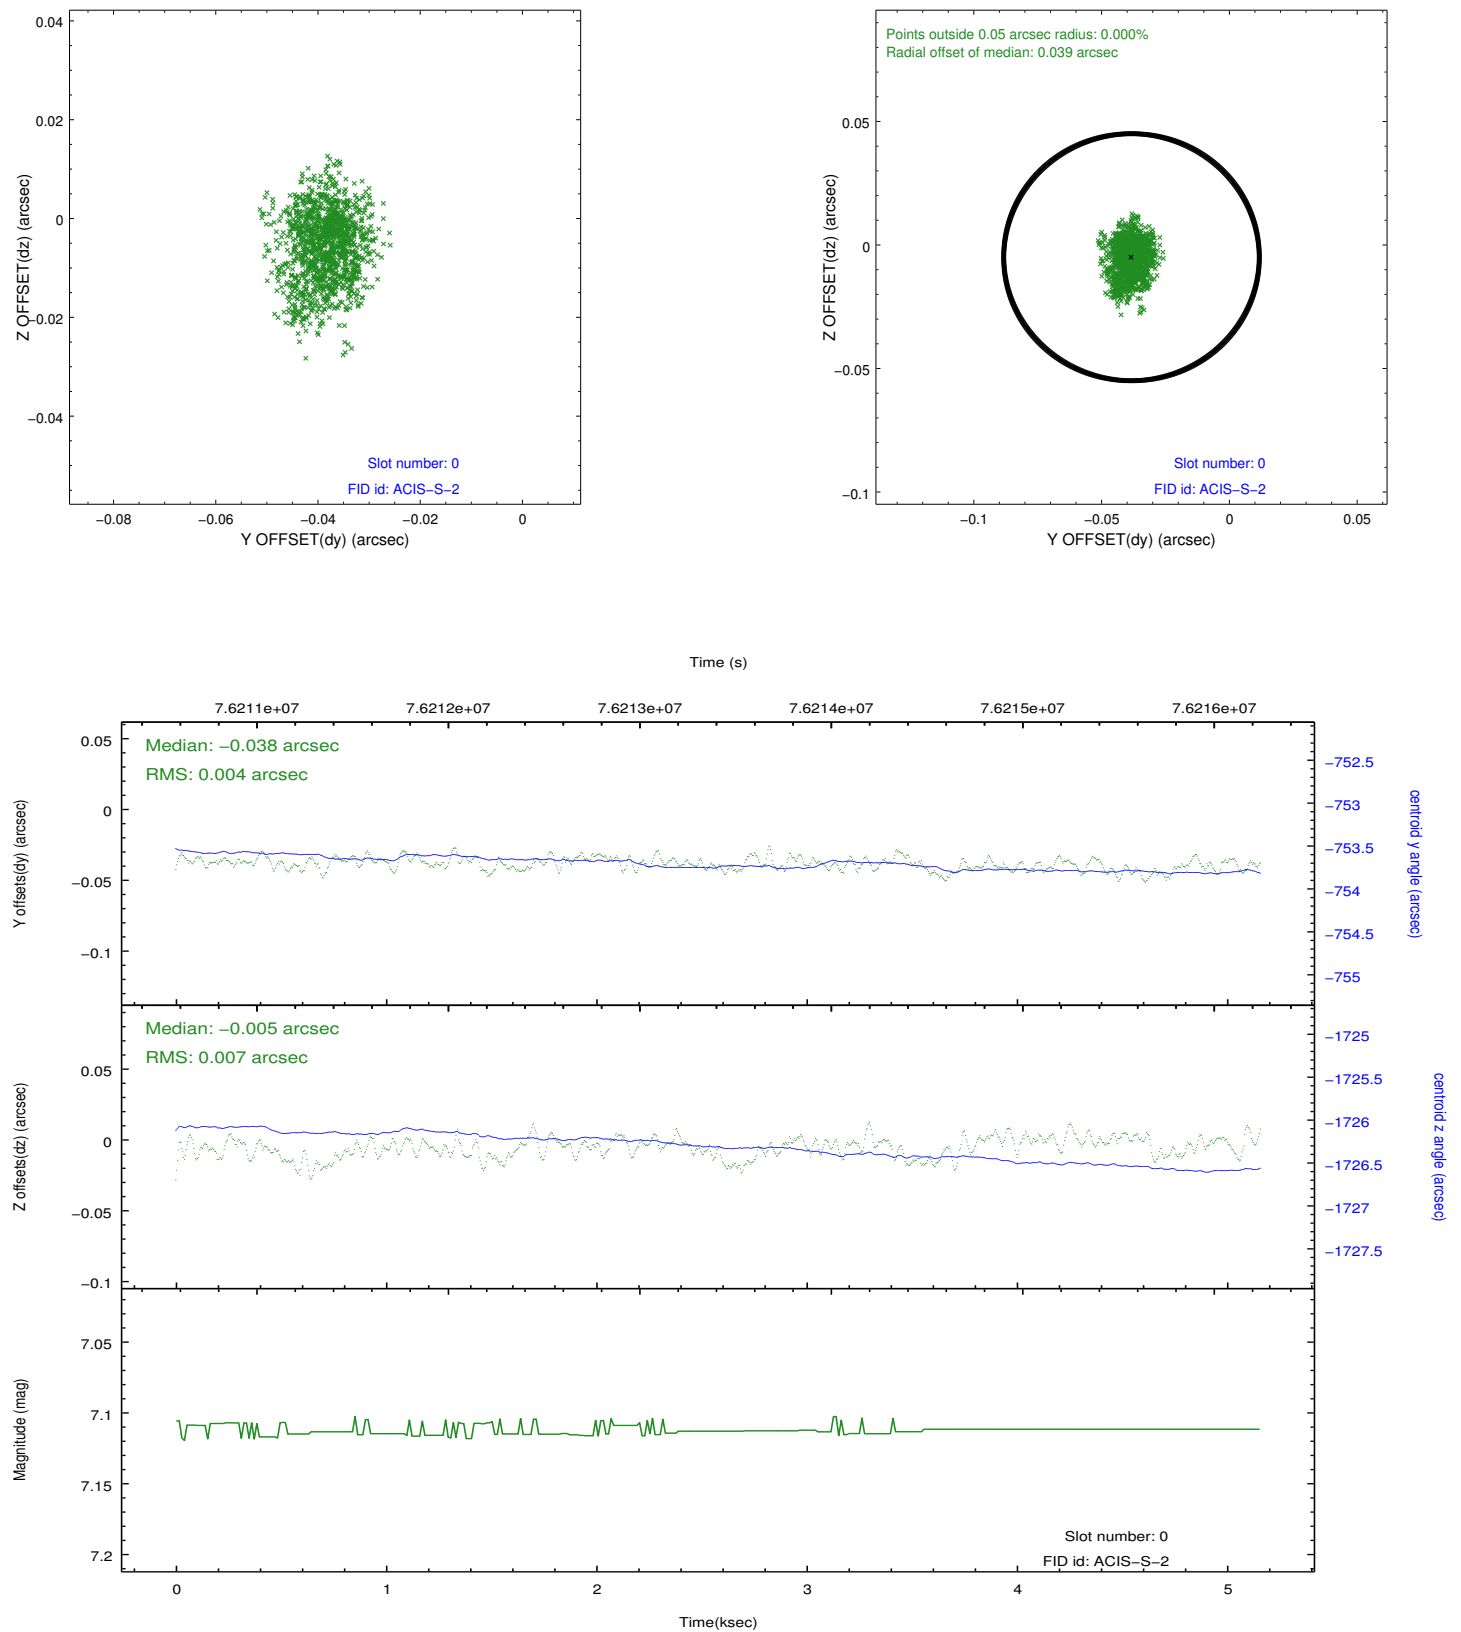 0.04
0.02
0
−0.02
−0.04
Z OFFSET(dz) (arcsec)
Slot number: 0
FID id: ACIS−S−2
−0.08
−0.06
−0.04
−0.02
0
Y OFFSET(dy) (arcsec)
Points outside 0.05 arcsec radius: 0.000%
Radial offset of median: 0.039 arcsec
0.05
0
−0.05
−0.1
Z OFFSET(dz) (arcsec)
Slot number: 0
FID id: ACIS−S−2
−0.1
−0.05
0
0.05
Y OFFSET(dy) (arcsec)
Time (s)
7.6211e+07
7.6212e+07
7.6213e+07
7.6214e+07
7.6215e+07
7.6216e+07
Median: −0.038 arcsec
RMS: 0.004 arcsec
0.05
0
−0.05
−0.1
Y offsets(dy) (arcsec)
−752.5
−753
−753.5
−754
−754.5
−755
centroid y angle (arcsec)
Median: −0.005 arcsec
RMS: 0.007 arcsec
0.05
0
−0.05
−0.1
Z offsets(dz) (arcsec)
−1725
−1725.5
−1726
−1726.5
−1727
−1727.5
centroid z angle (arcsec)
7.05
7.1
7.15
7.2
Magnitude (mag)
Slot number: 0
FID id: ACIS−S−2
0
1
2
3
4
5
Time(ksec)